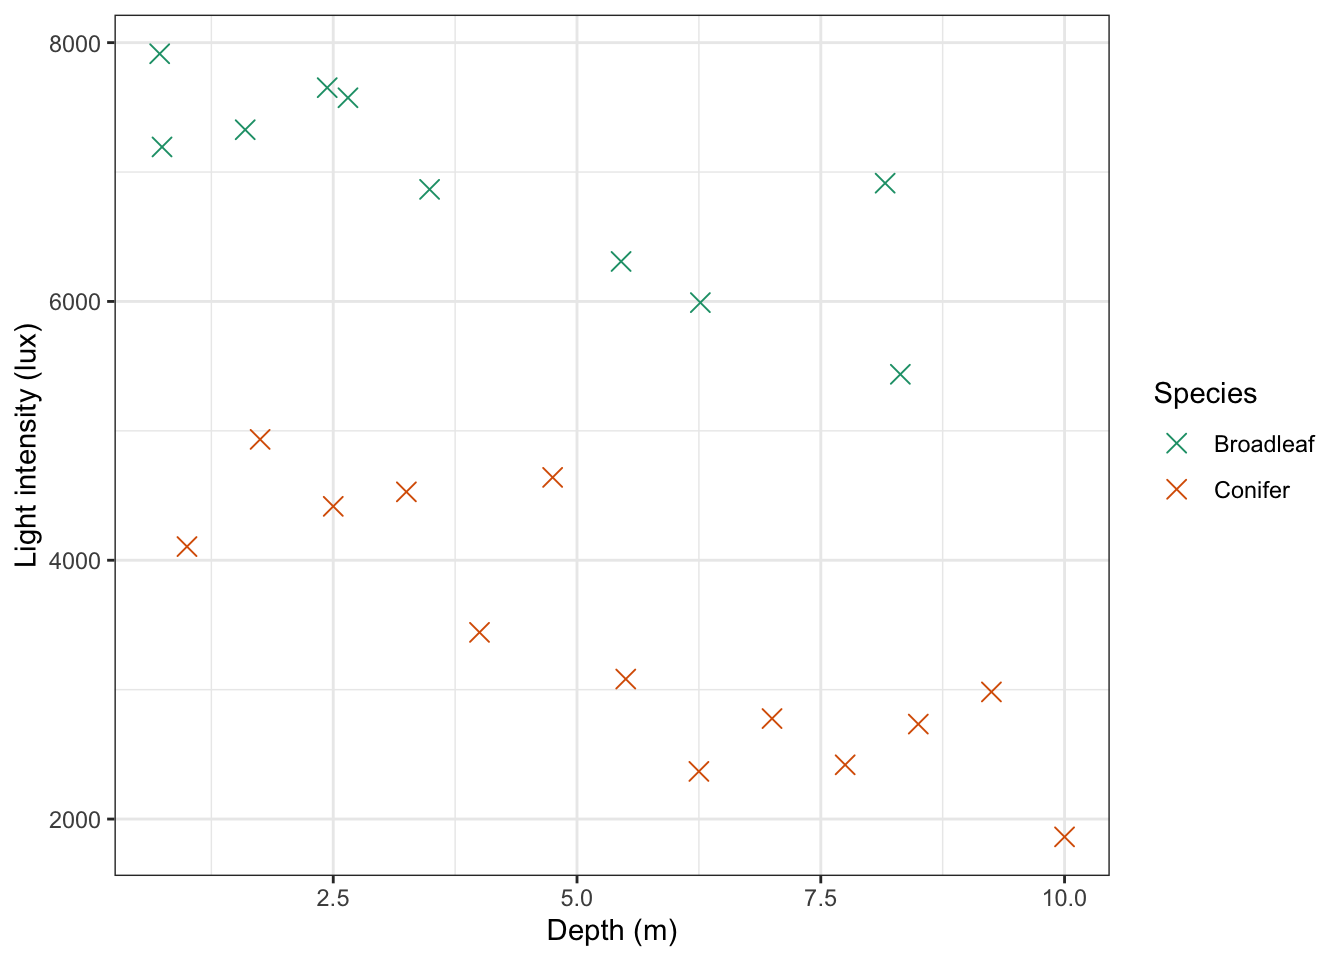 8000
6000
4000
2000
Light intensity (lux)
2.5 5.0 7.5 10.0
Depth (m)
Species
Broadleaf
Conifer